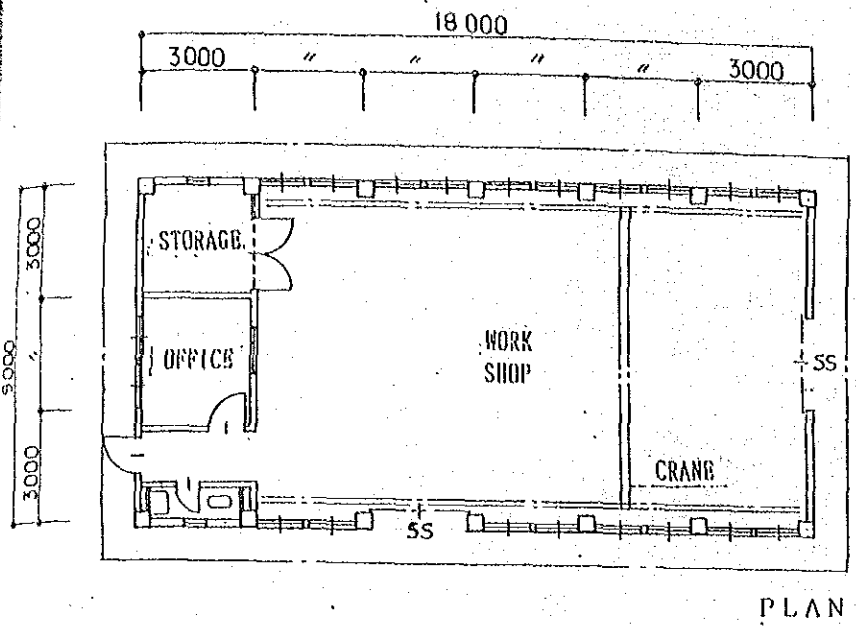 18 000
3000 〃 〃 〃 〃 3000
3000
〃
3000
9000
STORAGE
OFFICE
WORK
SHOP
CRANE
SS
SS
PLAN